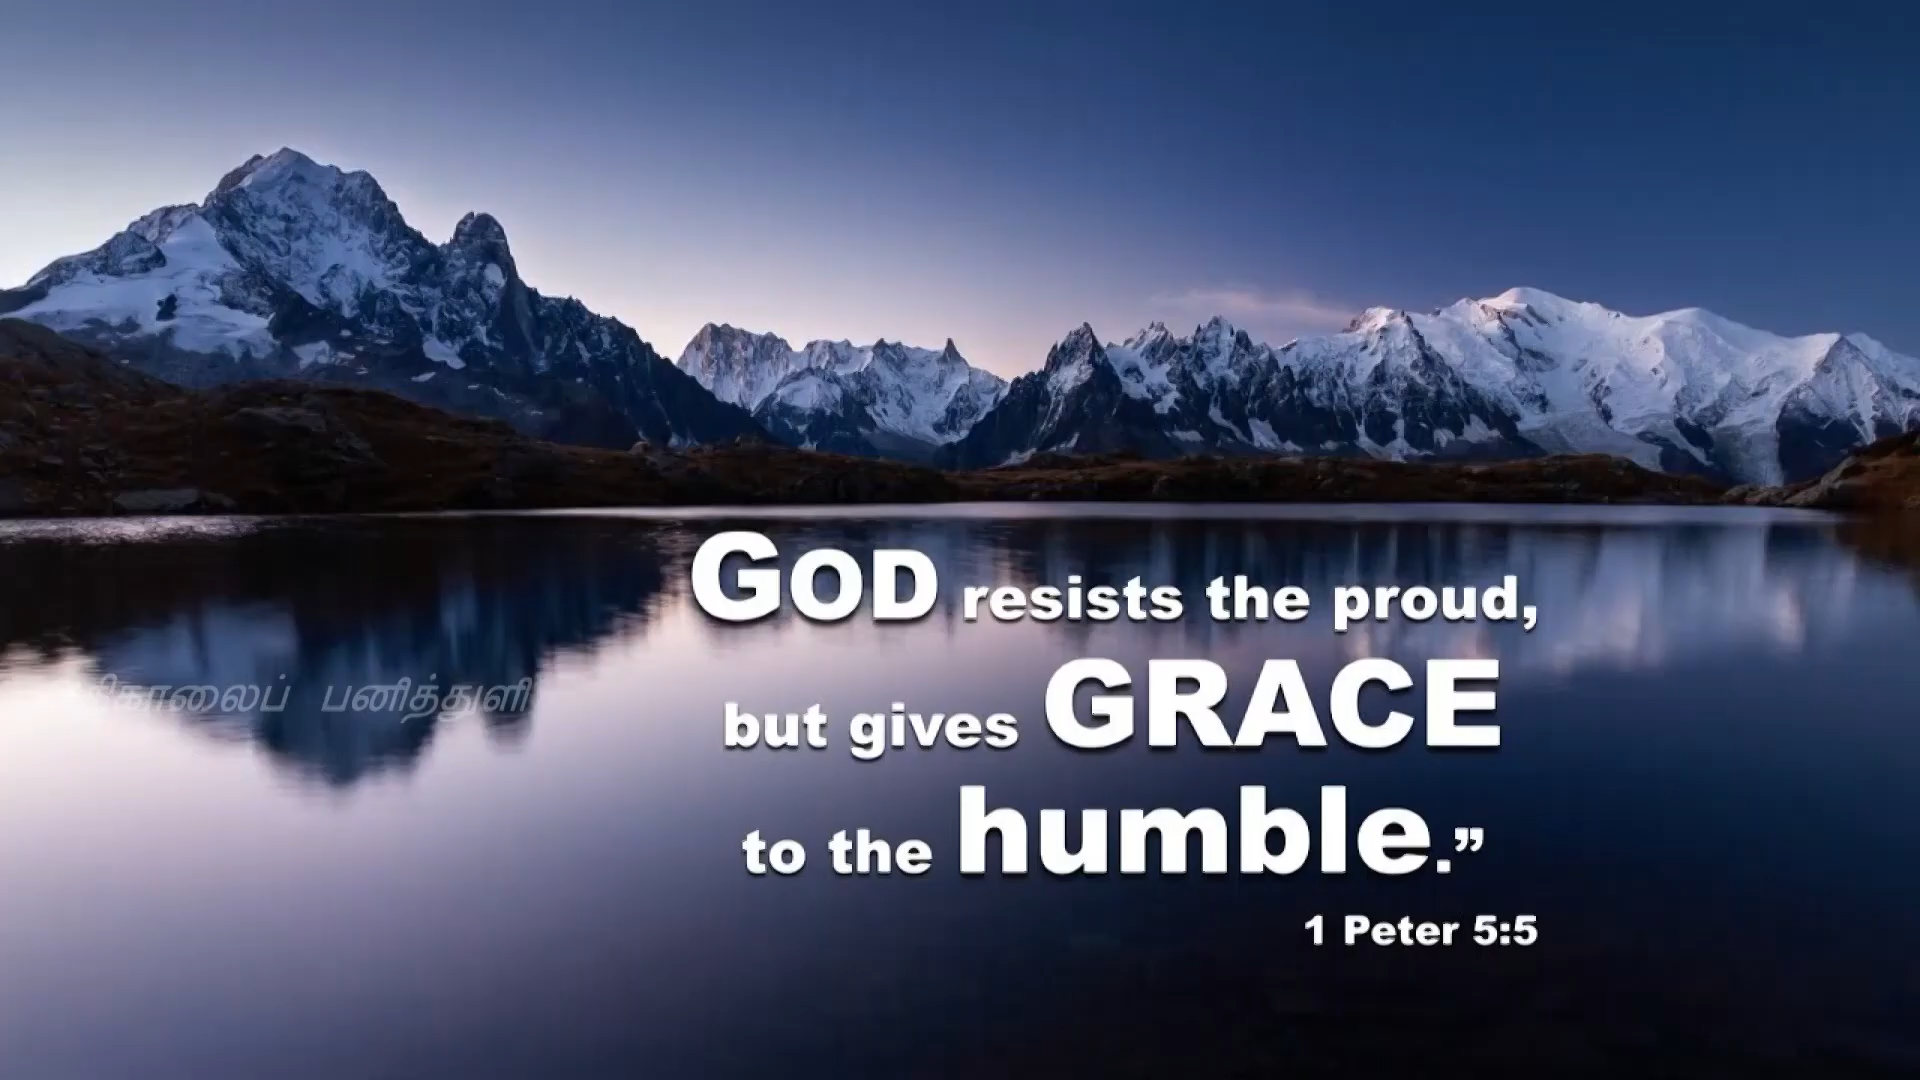 GOD resists the proud,
but gives GRACE
to the humble.”
1 Peter 5:5
பனித்துளி